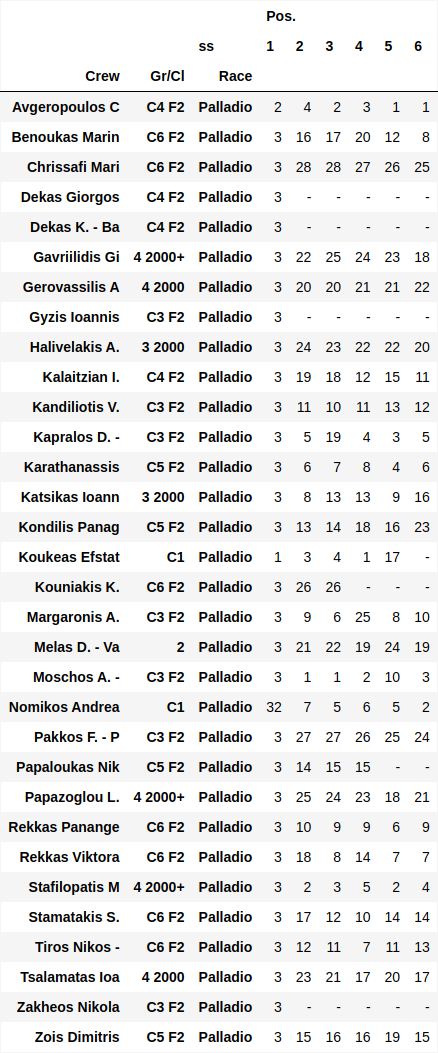 Pos.
ss 1 2 3 4 5 6
Crew Gr/Cl Race
Avgeropoulos C C4 F2 Palladio 2 4 2 3 1 1
Benoukas Marin C6 F2 Palladio 3 16 17 20 12 8
Chrissafi Mari C6 F2 Palladio 3 28 28 27 26 25
Dekas Giorgos C4 F2 Palladio 3 - - - - -
Dekas K. - Ba C4 F2 Palladio 3 - - - - -
Gavriilidis Gi 4 2000+ Palladio 3 22 25 24 23 18
Gerovassilis A 4 2000 Palladio 3 20 20 21 21 22
Gyzis Ioannis C3 F2 Palladio 3 - - - - -
Halivelakis A. 3 2000 Palladio 3 24 23 22 22 20
Kalaitzian I. C4 F2 Palladio 3 19 18 12 15 11
Kandiliotis V. C3 F2 Palladio 3 11 10 11 13 12
Kapralos D. - C3 F2 Palladio 3 5 19 4 3 5
Karathanassis C5 F2 Palladio 3 6 7 8 4 6
Katsikas Ioann 3 2000 Palladio 3 8 13 13 9 16
Kondilis Panag C5 F2 Palladio 3 13 14 18 16 23
Koukeas Efstat C1 Palladio 1 3 4 1 17 -
Kouniakis K. C6 F2 Palladio 3 26 26 - - -
Margaronis A. C3 F2 Palladio 3 9 6 25 8 10
Melas D. - Va 2 Palladio 3 21 22 19 24 19
Moschos A. - C3 F2 Palladio 3 1 1 2 10 3
Nomikos Andrea C1 Palladio 32 7 5 6 5 2
Pakkos F. - P C3 F2 Palladio 3 27 27 26 25 24
Papaloukas Nik C5 F2 Palladio 3 14 15 15 - -
Papazoglou L. 4 2000+ Palladio 3 25 24 23 18 21
Rekkas Panange C6 F2 Palladio 3 10 9 9 6 9
Rekkas Viktora C6 F2 Palladio 3 18 8 14 7 7
Stafilopatis M 4 2000+ Palladio 3 2 3 5 2 4
Stamatakis S. C6 F2 Palladio 3 17 12 10 14 14
Tiros Nikos - C6 F2 Palladio 3 12 11 7 11 13
Tsalamatas Ioa 4 2000 Palladio 3 23 21 17 20 17
Zakheos Nikola C3 F2 Palladio 3 - - - - -
Zois Dimitris C5 F2 Palladio 3 15 16 16 19 15